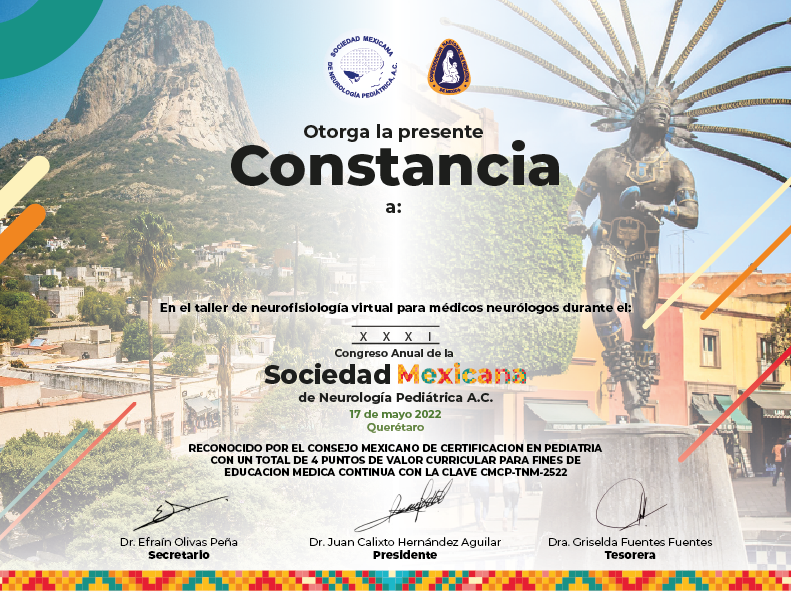 SOCIEDAD MEXICANA
DE NEUROLOGÍA PEDIÁTRICA, A.C.
Otorga la presente
Constancia
a:
En el taller de neurofisiología virtual para médicos neurólogos durante el:
X X X I
Congreso Anual de la
Sociedad Mexicana
de Neurología Pediátrica A.C.
17 de mayo 2022
Querétaro
RECONOCIDO POR EL CONSEJO MEXICANO DE CERTIFICACION EN PEDIATRIA
CON UN TOTAL DE 4 PUNTOS DE VALOR CURRICULAR PARA FINES DE
EDUCACION MEDICA CONTINUA CON LA CLAVE CMCP-TNM-2522
Dr. Efraín Olivas Peña
Secretario
Dr. Juan Calixto Hernández Aguilar
Presidente
Dra. Griselda Fuentes Fuentes
Tesorera